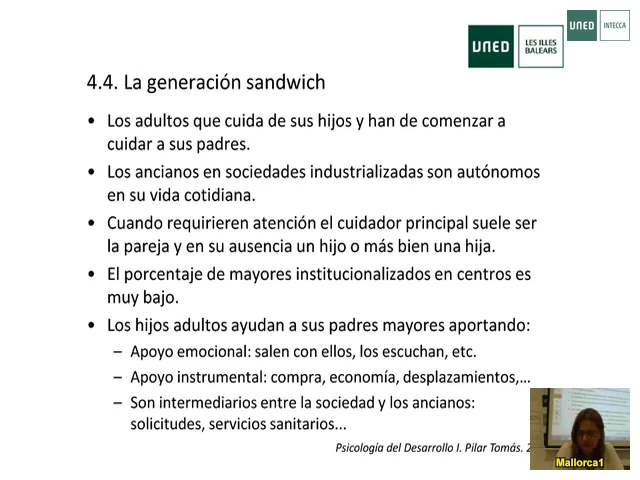 UNED
INTECCA
UNED
LES ILLES
BALEARS
4.4. La generación sandwich
• Los adultos que cuida de sus hijos y han de comenzar a
cuidar a sus padres.
• Los ancianos en sociedades industrializadas son autónomos
en su vida cotidiana.
• Cuando requirieren atención el cuidador principal suele ser
la pareja y en su ausencia un hijo o más bien una hija.
• El porcentaje de mayores institucionalizados en centros es
muy bajo.
• Los hijos adultos ayudan a sus padres mayores aportando:
– Apoyo emocional: salen con ellos, los escuchan, etc.
– Apoyo instrumental: compra, economía, desplazamientos,...
– Son intermediarios entre la sociedad y los ancianos:
solicitudes, servicios sanitarios...
Psicología del Desarrollo I. Pilar Tomás. 2
Mallorca1